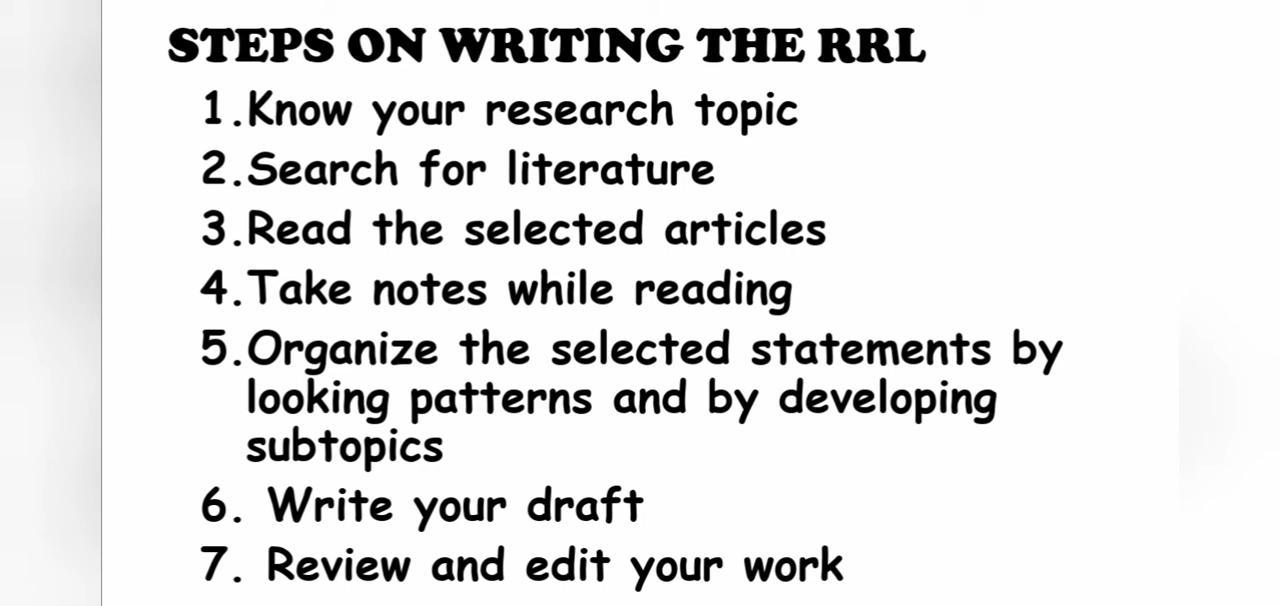 STEPS ON WRITING THE RRL
1.Know your research topic
2.Search for literature
3.Read the selected articles
4.Take notes while reading
5.Organize the selected statements by
looking patterns and by developing
subtopics
6. Write your draft
7. Review and edit your work